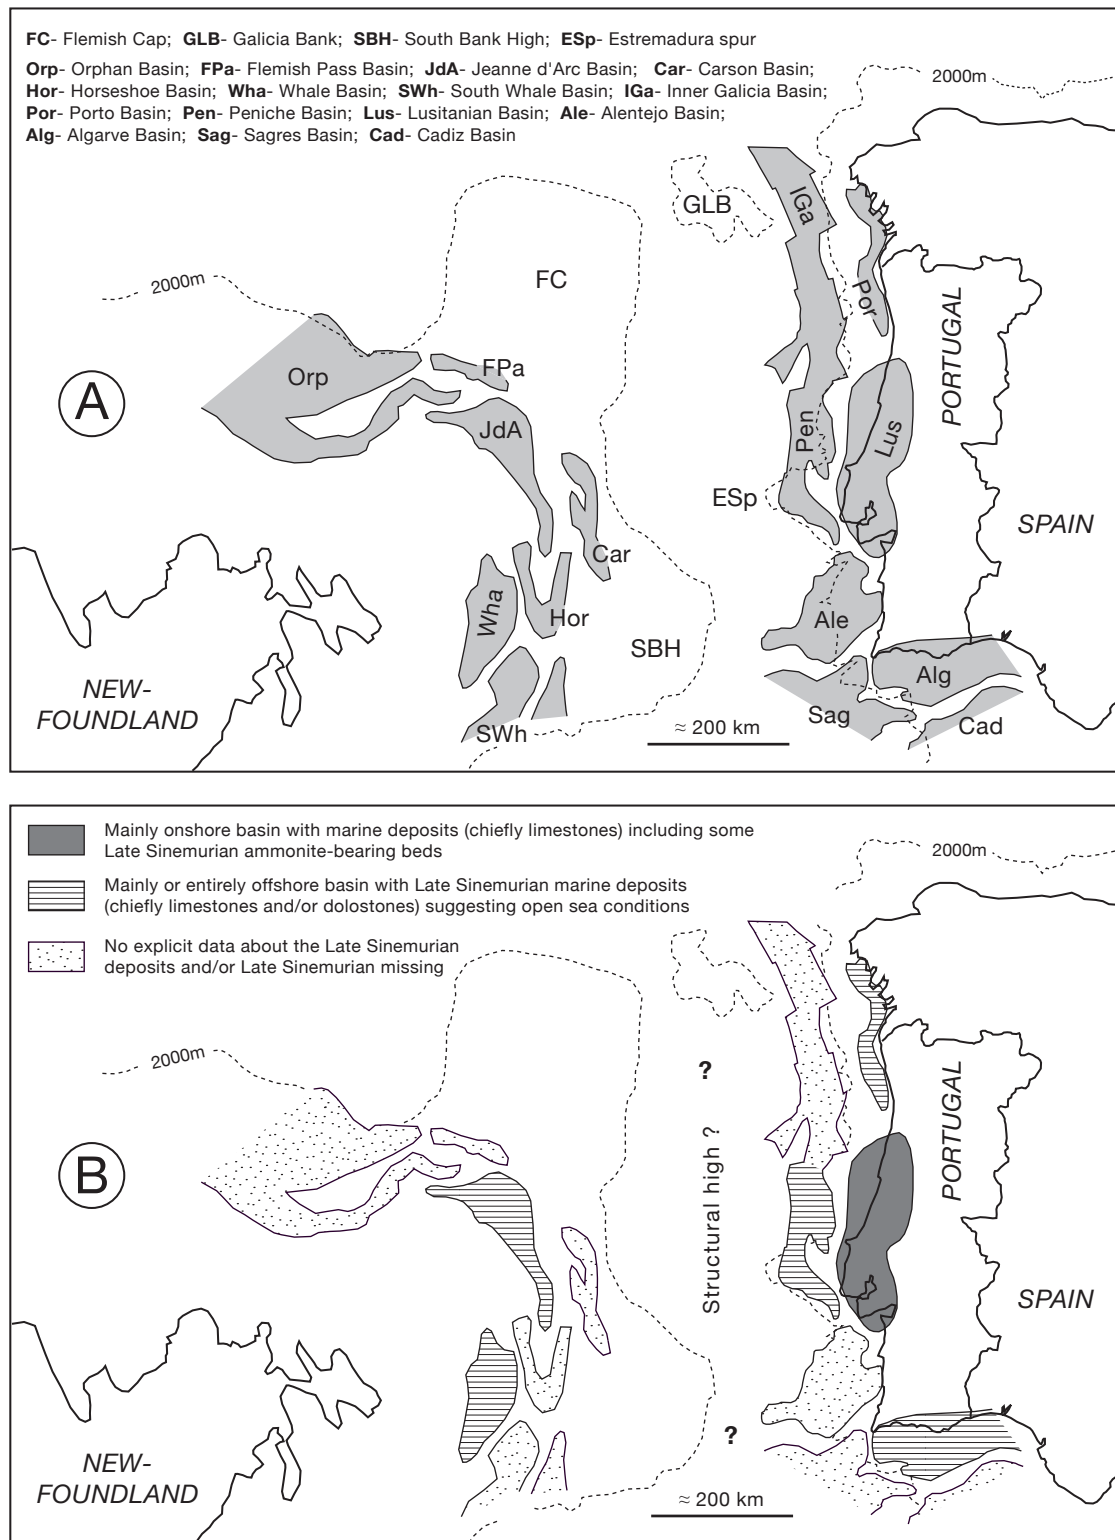 FC- Flemish Cap; GLB- Galicia Bank; SBH- South Bank High; ESp- Estremadura spur
Orp- Orphan Basin; FPa- Flemish Pass Basin; JdA- Jeanne d'Arc Basin; Car- Carson Basin;
Hor- Horseshoe Basin; Wha- Whale Basin; SWh- South Whale Basin; IGa- Inner Galicia Basin;
Por- Porto Basin; Pen- Peniche Basin; Lus- Lusitanian Basin; Ale- Alentejo Basin;
Alg- Algarve Basin; Sag- Sagres Basin; Cad- Cadiz Basin
2000m
GLB
IGa
FC
2000m
Por
PORTUGAL
Orp
FPa
A
JdA
Pen
Lus
ESp
SPAIN
Car
Wha
Hor
Ale
SBH
Alg
NEW-
FOUNDLAND
SWh
Sag
Cad
≈ 200 km
Mainly onshore basin with marine deposits (chiefly limestones) including some
Late Sinemurian ammonite-bearing beds
2000m
Mainly or entirely offshore basin with Late Sinemurian marine deposits
(chiefly limestones and/or dolostones) suggesting open sea conditions
No explicit data about the Late Sinemurian
deposits and/or Late Sinemurian missing
2000m
?
PORTUGAL
B
Structural high ?
SPAIN
?
NEW-
FOUNDLAND
≈ 200 km